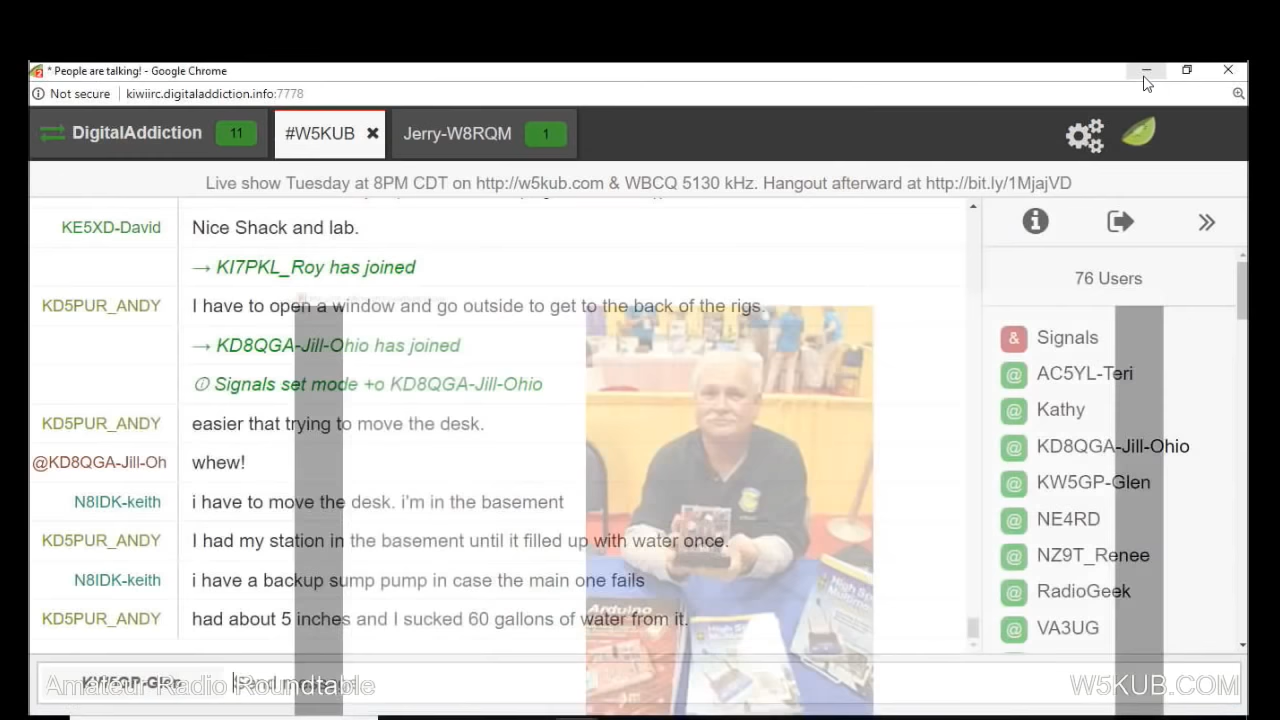 * People are talking! - Google Chrome
Not secure kiwiirc.digitaladdiction.info:7778
DigitalAddiction 11 #W5KUB Jerry-W8RQM 1
Live show Tuesday at 8PM CDT on http://w5kub.com & WBCQ 5130 kHz. Hangout afterward at http://bit.ly/1MjajVD
KE5XD-David Nice Shack and lab.
→ KI7PKL_Roy has joined
KD5PUR_ANDY I have to open a window and go outside to get to the back of the rigs.
→ KD8QGA-Jill-Ohio has joined
Signals set mode +o KD8QGA-Jill-Ohio
KD5PUR_ANDY easier that trying to move the desk.
@KD8QGA-Jill-Oh whew!
N8IDK-keith i have to move the desk. i'm in the basement
KD5PUR_ANDY I had my station in the basement until it filled up with water once.
N8IDK-keith i have a backup sump pump in case the main one fails
KD5PUR_ANDY had about 5 inches and I sucked 60 gallons of water from it.
76 Users
& Signals
@ AC5YL-Teri
@ Kathy
@ KD8QGA-Jill-Ohio
@ KW5GP-Glen
@ NE4RD
@ NZ9T_Renee
@ RadioGeek
@ VA3UG
Arduino
Amateur Radio Roundtable
W5KUB.COM